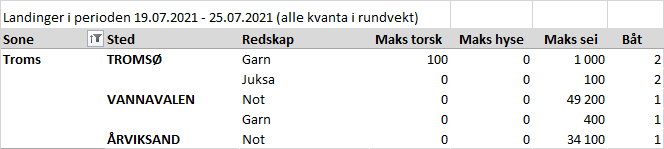 Landinger i perioden 19.07.2021 - 25.07.2021 (alle kvanta i rundvekt)
Sone Sted Redskap Maks torsk Maks hyse Maks sei Båt
Troms TROMSØ Garn 100 0 1 000 2
Juksa 0 0 100 2
VANNAVALEN Not 0 0 49 200 1
Garn 0 0 400 1
ÅRVIKSAND Not 0 0 34 100 1